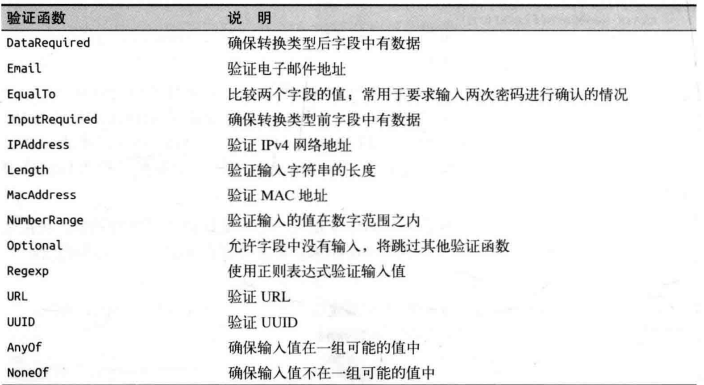 验证函数 说 明
DataRequired 确保转换类型后字段中有数据
Email 验证电子邮件地址
EqualTo 比较两个字段的值；常用于要求输入两次密码进行确认的情况
InputRequired 确保转换类型前字段中有数据
IPAddress 验证 IPv4 网络地址
Length 验证输入字符串的长度
MacAddress 验证 MAC 地址
NumberRange 验证输入的值在数字范围之内
Optional 允许字段中没有输入，将跳过其他验证函数
Regexp 使用正则表达式验证输入值
URL 验证 URL
UUID 验证 UUID
AnyOf 确保输入值在一组可能的值中
NoneOf 确保输入值不在一组可能的值中